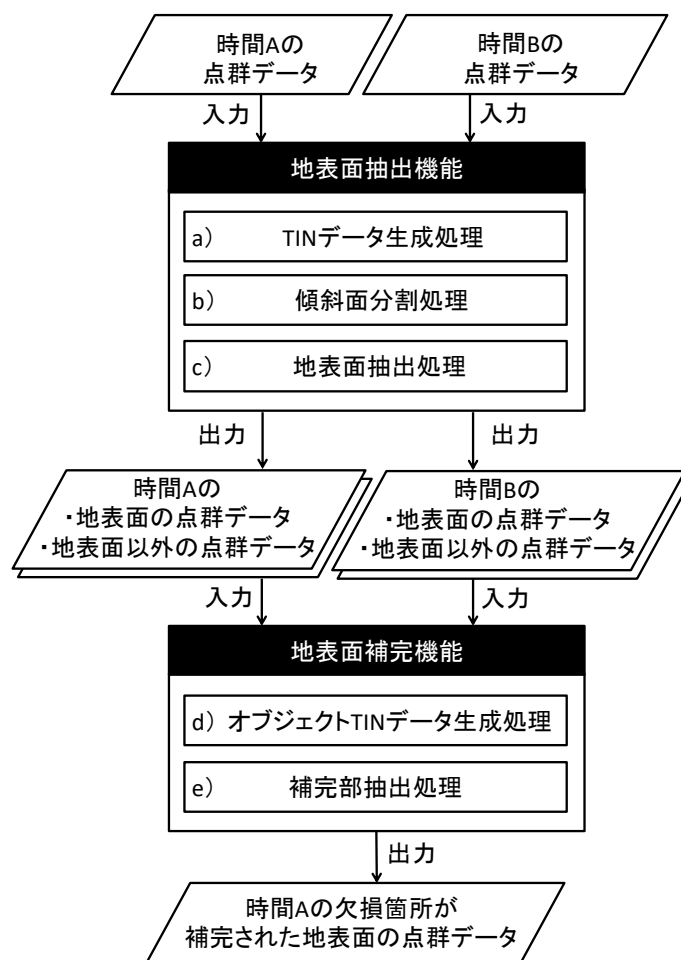 時間Aの
点群データ
時間Bの
点群データ
入力
入力
地表面抽出機能
a) TINデータ生成処理
b) 傾斜面分割処理
c) 地表面抽出処理
出力
出力
時間Aの
・地表面の点群データ
・地表面以外の点群データ
時間Bの
・地表面の点群データ
・地表面以外の点群データ
入力
入力
地表面補完機能
d) オブジェクトTINデータ生成処理
e) 補完部抽出処理
出力
時間Aの欠損箇所が
補完された地表面の点群データ